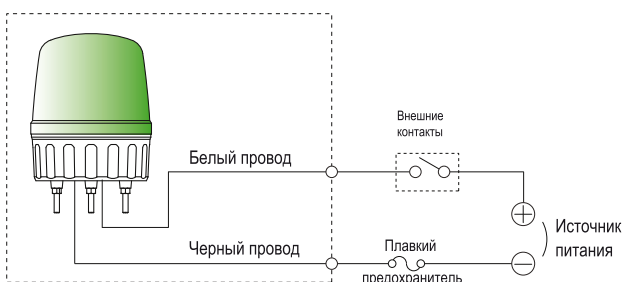 Внешние
контакты
Белый провод
Источник
питания
Черный провод
Плавкий
предохранитель